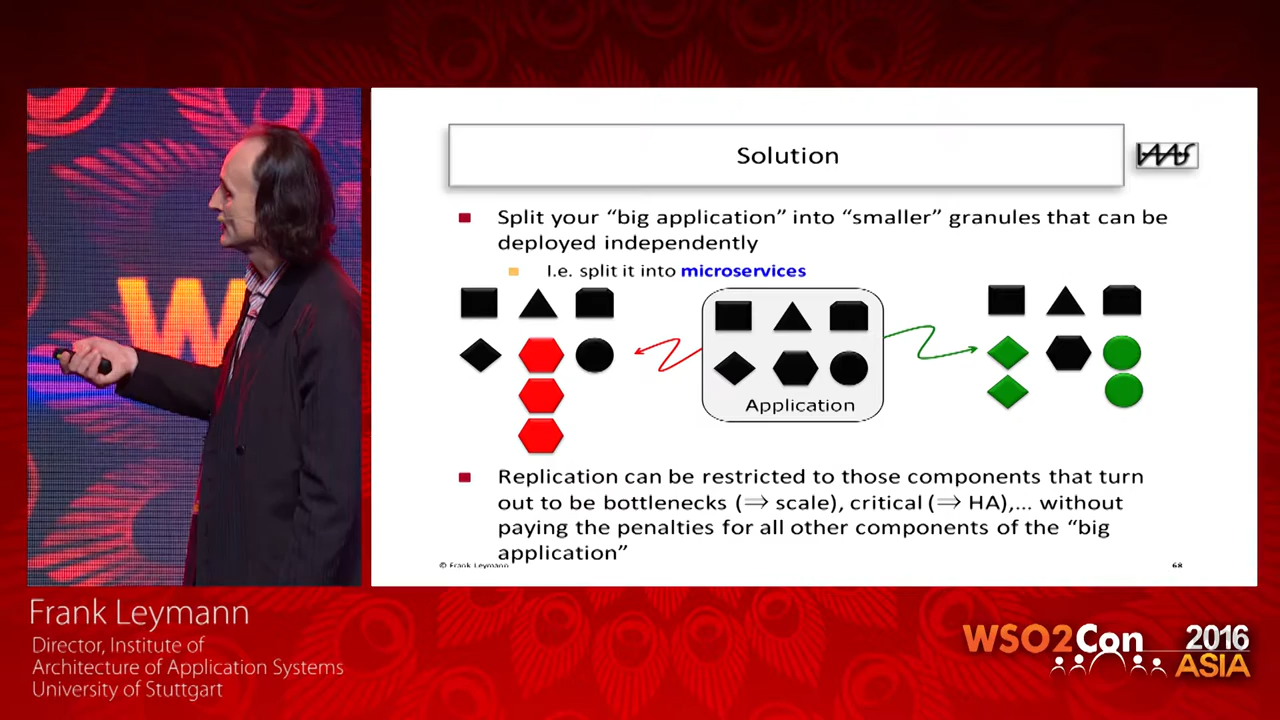 Solution
IAAS
Split your “big application” into “smaller” granules that can be
deployed independently
I.e. split it into microservices
Application
Replication can be restricted to those components that turn
out to be bottlenecks (⇒ scale), critical (⇒ HA),... without
paying the penalties for all other components of the “big
application”
© Frank Leymann
68
W
Frank Leymann
Director, Institute of
Architecture of Application Systems
University of Stuttgart
WSO2Con 2016
ASIA